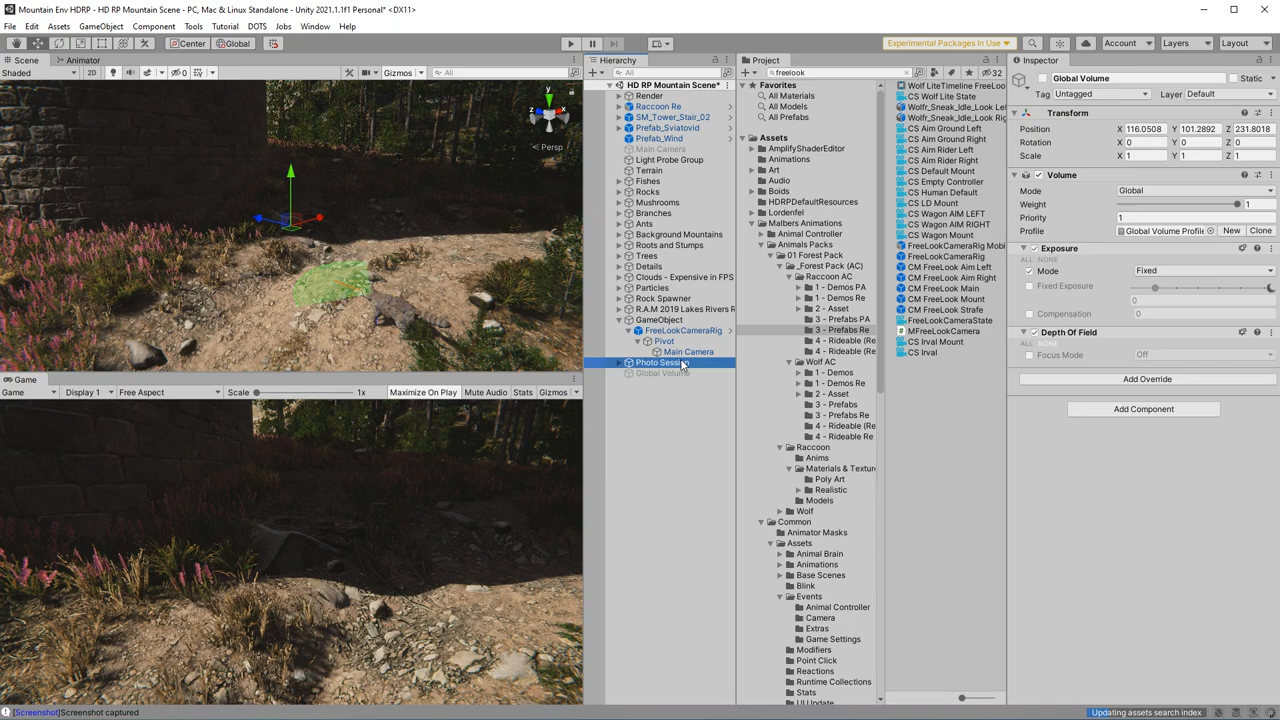 Mountain Env HDRP - HD RP Mountain Scene - PC, Mac & Linux Standalone - Unity 2021.1.1f1 Personal* <DX11>
File Edit Assets GameObject Component Tools Tutorial DOTS Jobs Window Help
Center Global Experimental Packages In Use Account Layers Layout
Scene Animator
Shaded 2D 0 Gizmos All
y x z
Persp
Game
Game Display 1 Free Aspect Scale 1x Maximize On Play Mute Audio Stats Gizmos
Hierarchy
All
HD RP Mountain Scene*
Render
Raccoon Re
SM_Tower_Stair_02
Prefab_Sviatovid
Prefab_Wind
Main Camera
Light Probe Group
Terrain
Fishes
Rocks
Mushrooms
Branches
Ants
Background Mountains
Roots and Stumps
Trees
Details
Clouds - Expensive in FPS
Particles
Rock Spawner
R.A.M 2019 Lakes Rivers R
GameObject
FreeLookCameraRig
Pivot
Main Camera
Photo Session
Global Volume
Project
freelook 32
Favorites
All Materials
All Models
All Prefabs
Assets
AmplifyShaderEditor
Animations
Art
Audio
Boids
HDRPDefaultResources
Lordenfel
Malbers Animations
Animal Controller
Animals Packs
01 Forest Pack
_Forest Pack (AC)
Raccoon AC
1 - Demos PA
1 - Demos Re
2 - Asset
3 - Prefabs PA
3 - Prefabs Re
4 - Rideable (Re
4 - Rideable (Re
Wolf AC
1 - Demos
1 - Demos Re
2 - Asset
3 - Prefabs
3 - Prefabs Re
4 - Rideable (Re
4 - Rideable Re
Raccoon
Anims
Materials & Textur
Poly Art
Realistic
Models
Wolf
Common
Animator Masks
Assets
Animal Brain
Animations
Base Scenes
Blink
Events
Animal Controller
Camera
Extras
Game Settings
Modifiers
Point Click
Reactions
Runtime Collections
Stats
UI Update
Wolf LiteTimeline FreeLoo
CS Wolf Lite State
Wolfr_Sneak_Idle_Look Le
Wolfr_Sneak_Idle_Look Rig
CS Aim Ground Left
CS Aim Ground Right
CS Aim Rider Left
CS Aim Rider Right
CS Default Mount
CS Empty Controller
CS Human Default
CS LD Mount
CS Wagon AIM LEFT
CS Wagon AIM RIGHT
CS Wagon Mount
FreeLookCameraRig Mobi
FreeLookCameraRig
CM FreeLook Aim Left
CM FreeLook Aim Right
CM FreeLook Main
CM FreeLook Mount
CM FreeLook Strafe
FreeLookCameraState
MFreeLookCamera
CS Irval Mount
CS Irval
Inspector
Global Volume Static
Tag Untagged Layer Default
Transform
Position X 116.0508 Y 101.2892 Z 231.8018
Rotation X 0 Y 0 Z 0
Scale X 1 Y 1 Z 1
Volume
Mode Global
Weight 1
Priority 1
Profile Global Volume Profile New Clone
Exposure
ALL NONE
Mode Fixed
Fixed Exposure
0
Compensation 0
Depth Of Field
ALL NONE
Focus Mode Off
Add Override
Add Component
[Screenshot]Screenshot captured
Updating assets search index